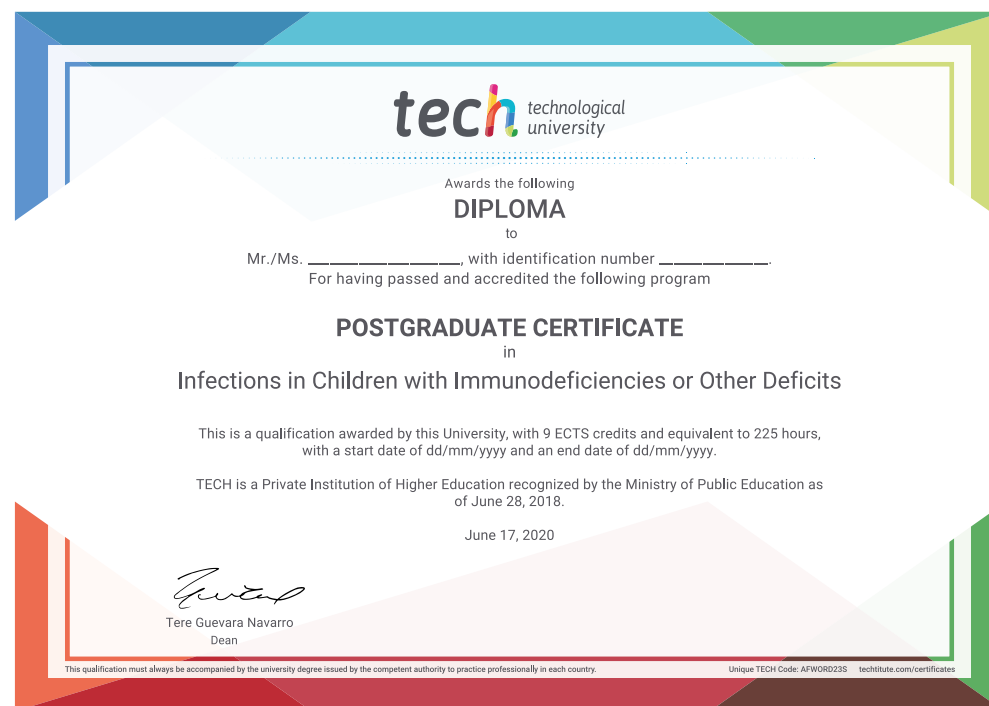 tech technological
university
Awards the following
DIPLOMA
to
Mr./Ms. ____________________, with identification number ______________.
For having passed and accredited the following program
POSTGRADUATE CERTIFICATE
in
Infections in Children with Immunodeficiencies or Other Deficits
This is a qualification awarded by this University, with 9 ECTS credits and equivalent to 225 hours,
with a start date of dd/mm/yyyy and an end date of dd/mm/yyyy.
TECH is a Private Institution of Higher Education recognized by the Ministry of Public Education as
of June 28, 2018.
June 17, 2020
Tere Guevara Navarro
Dean
This qualification must always be accompanied by the university degree issued by the competent authority to practice professionally in each country.
Unique TECH Code: AFWORD23S techtitute.com/certificates